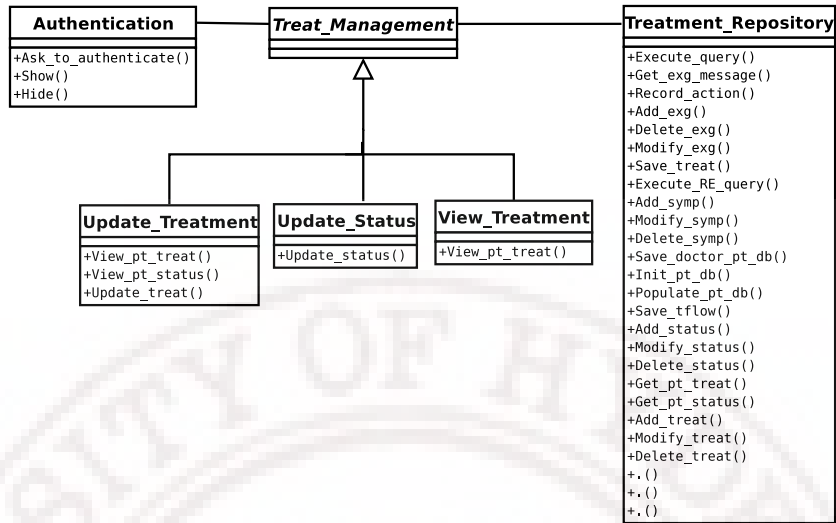 Authentication
+Ask_to_authenticate()
+Show()
+Hide()
Treat_Management
Treatment_Repository
+Execute_query()
+Get_exg_message()
+Record_action()
+Add_exg()
+Delete_exg()
+Modify_exg()
+Save_treat()
+Execute_RE_query()
+Add_symp()
+Modify_symp()
+Delete_symp()
+Save_doctor_pt_db()
+Init_pt_db()
+Populate_pt_db()
+Save_tflow()
+Add_status()
+Modify_status()
+Delete_status()
+Get_pt_treat()
+Get_pt_status()
+Add_treat()
+Modify_treat()
+Delete_treat()
+.()
+.()
+.()
Update_Treatment
+View_pt_treat()
+View_pt_status()
+Update_treat()
Update_Status
+Update_status()
View_Treatment
+View_pt_treat()